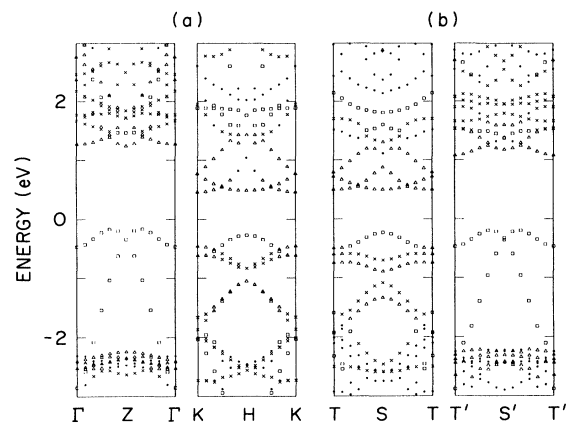 (a) (b)
ENERGY (eV)
2
0
-2
Γ Z Γ K H K T S T T′ S′ T′